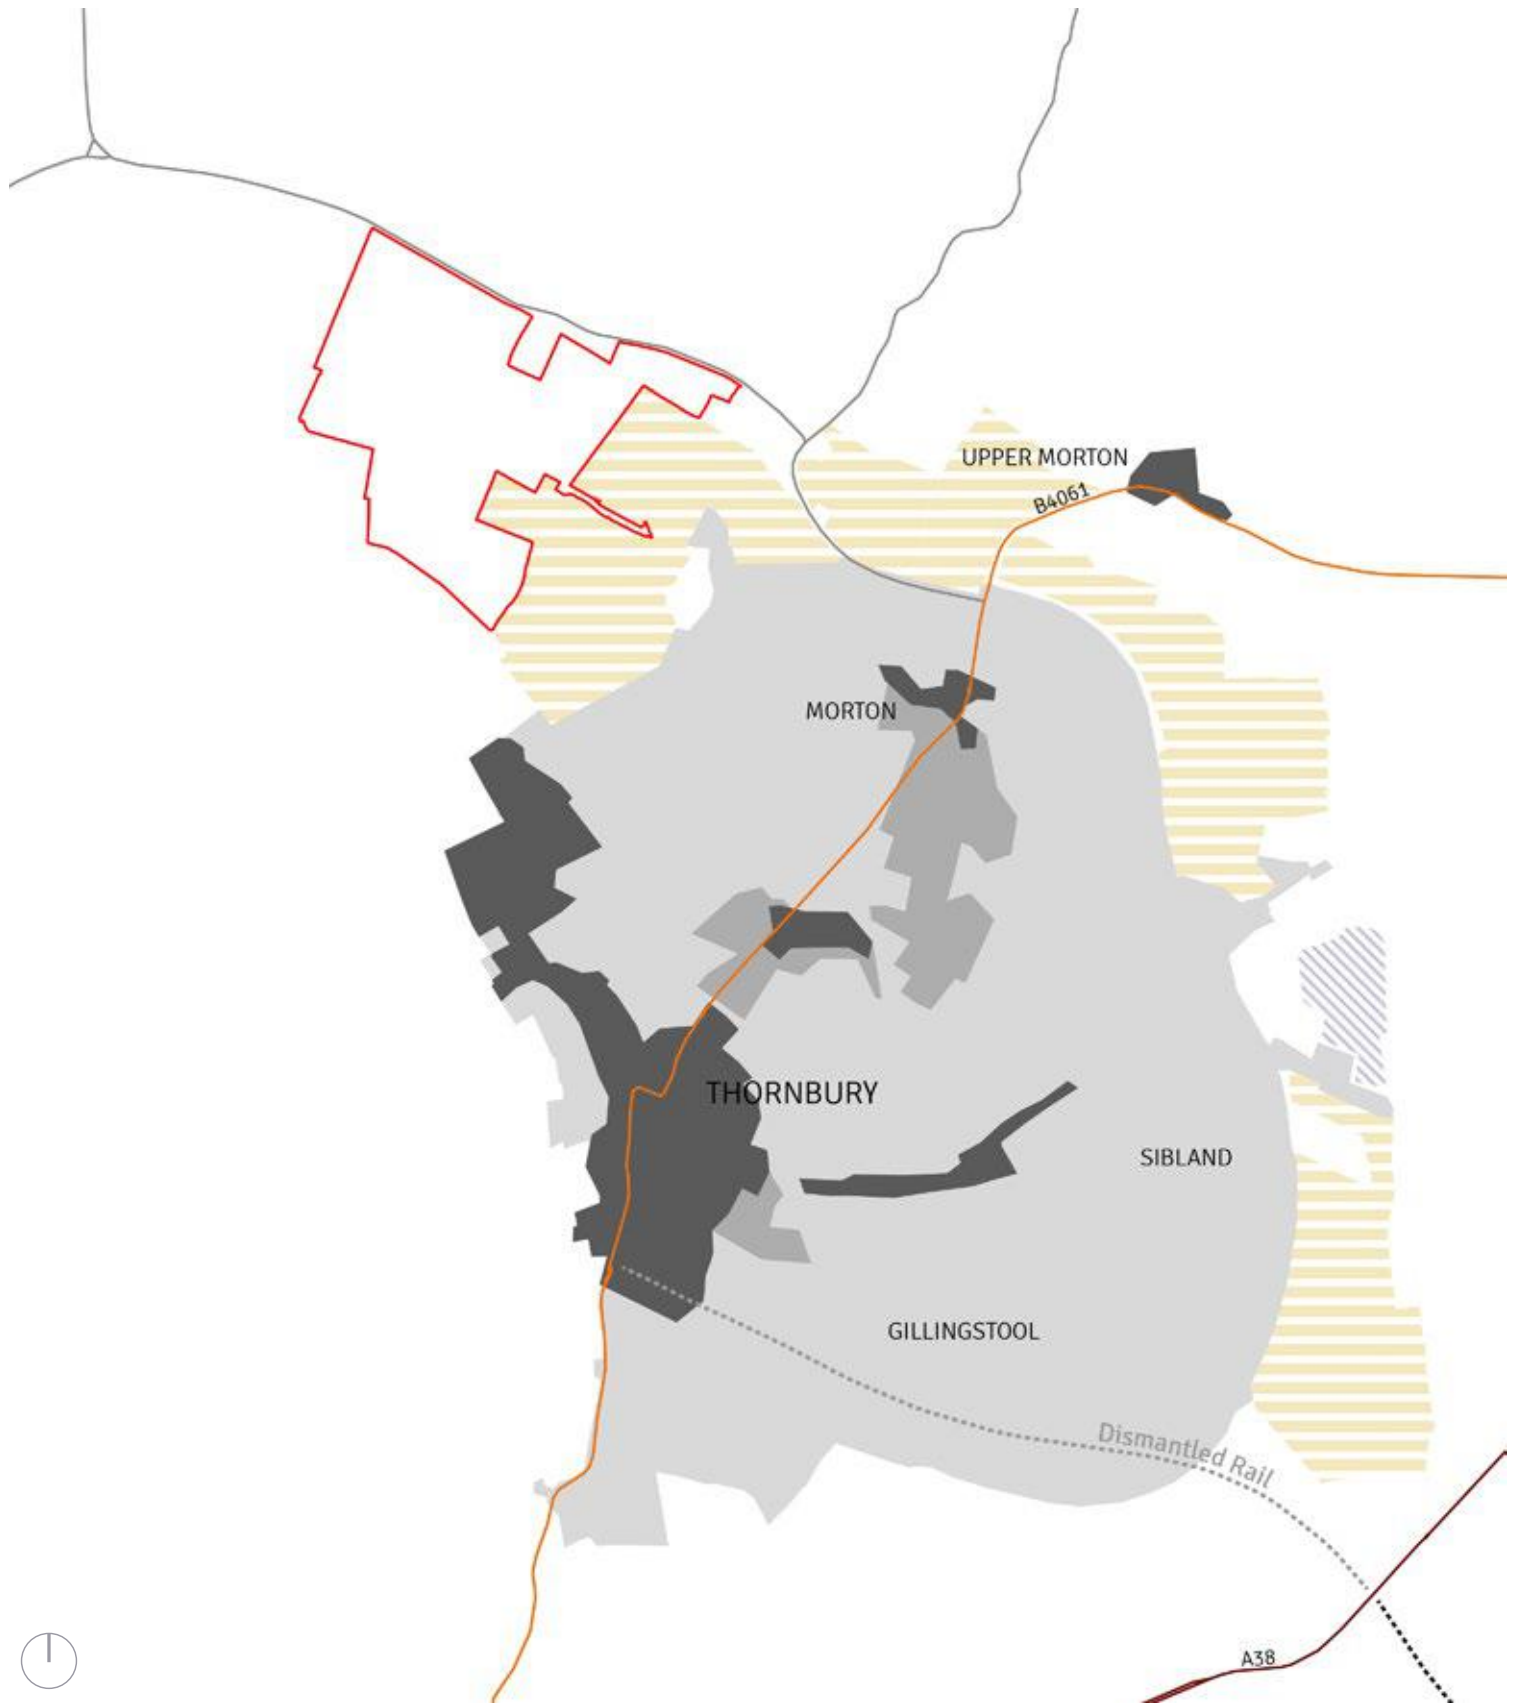 UPPER MORTON
B4061
MORTON
THORNBURY
SIBLAND
GILLINGSTOOL
Dismantled Rail
A38